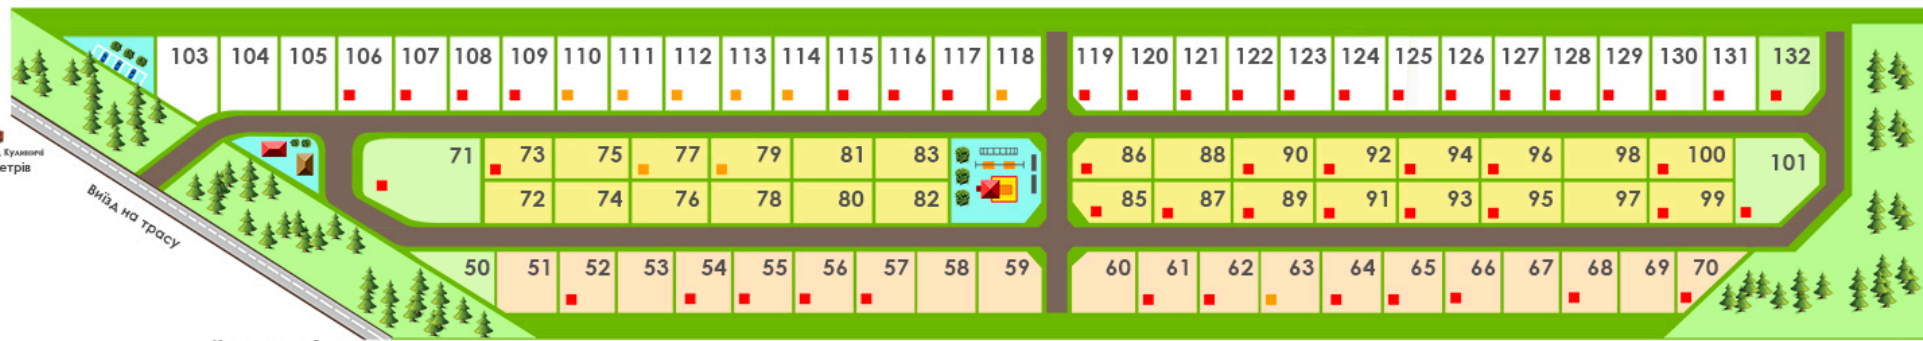 103 104 105 106 107 108 109 110 111 112 113 114 115 116 117 118 119 120 121 122 123 124 125 126 127 128 129 130 131 132
Кулиничі
етрів
71 73 75 77 79 81 83 86 88 90 92 94 96 98 100 101
72 74 76 78 80 82 85 87 89 91 93 95 97 99
Виїзд на трасу
50 51 52 53 54 55 56 57 58 59 60 61 62 63 64 65 66 67 68 69 70